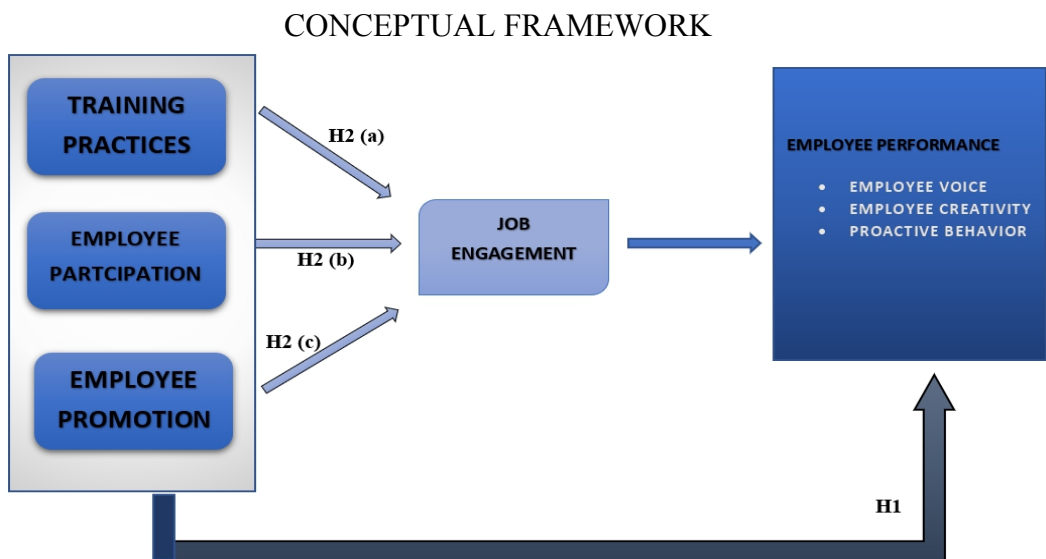 CONCEPTUAL FRAMEWORK
TRAINING
PRACTICES
H2 (a)
EMPLOYEE
PARTCIPATION
H2 (b)
EMPLOYEE
PROMOTION
H2 (c)
JOB
ENGAGEMENT
EMPLOYEE PERFORMANCE
• EMPLOYEE VOICE
• EMPLOYEE CREATIVITY
• PROACTIVE BEHAVIOR
H1